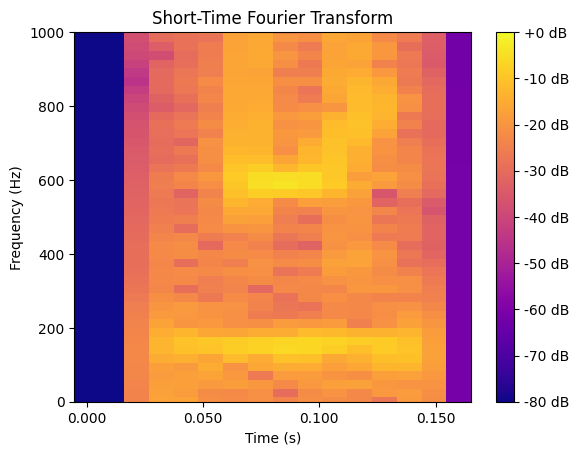 Short-Time Fourier Transform
1000
800
600
400
200
0
Frequency (Hz)
0.000
0.050
0.100
0.150
Time (s)
+0 dB
-10 dB
-20 dB
-30 dB
-40 dB
-50 dB
-60 dB
-70 dB
-80 dB